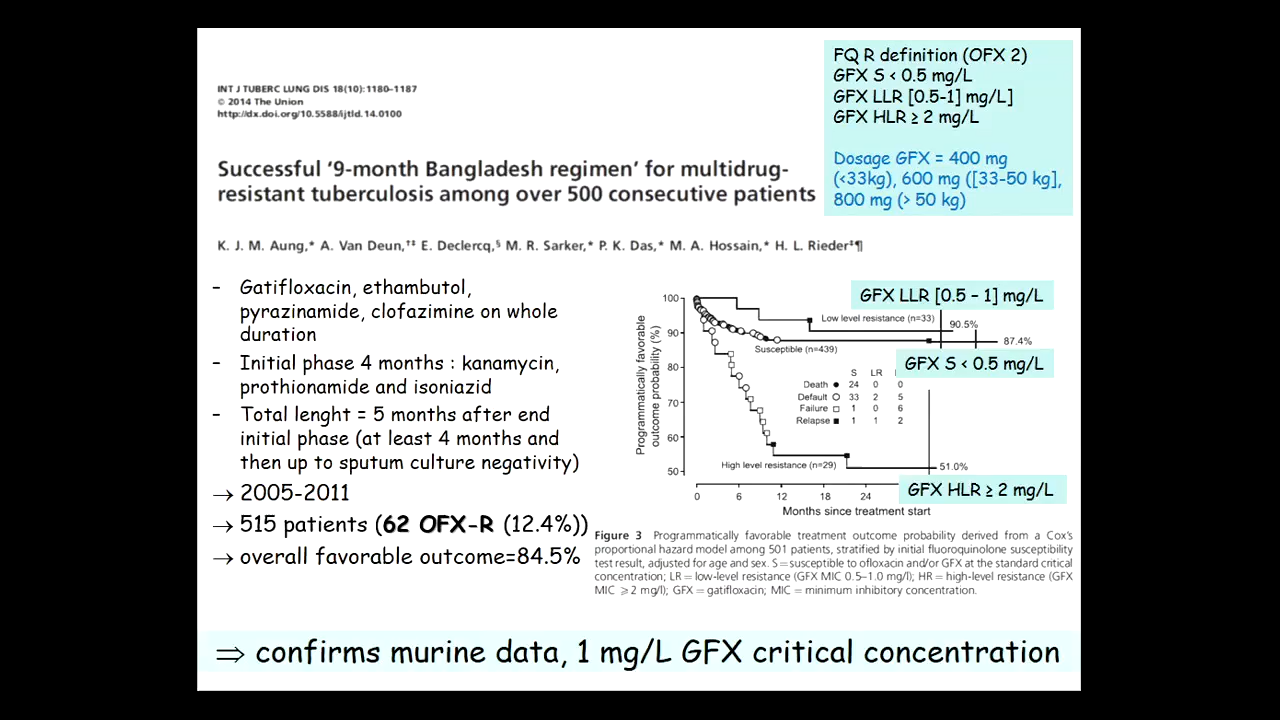 INT J TUBERC LUNG DIS 18(10):1180–1187
© 2014 The Union
http://dx.doi.org/10.5588/ijtld.14.0100
FQ R definition (OFX 2)
GFX S < 0.5 mg/L
GFX LLR [0.5-1] mg/L]
GFX HLR ≥ 2 mg/L
Dosage GFX = 400 mg
(<33kg), 600 mg ([33-50 kg],
800 mg (> 50 kg)
Successful '9-month Bangladesh regimen' for multidrug-
resistant tuberculosis among over 500 consecutive patients
K. J. M. Aung,* A. Van Deun,†‡ E. Declercq,§ M. R. Sarker,* P. K. Das,* M. A. Hossain,* H. L. Rieder‡¶
- Gatifloxacin, ethambutol,
pyrazinamide, clofazimine on whole
duration
- Initial phase 4 months : kanamycin,
prothionamide and isoniazid
- Total lenght = 5 months after end
initial phase (at least 4 months and
then up to sputum culture negativity)
→ 2005-2011
→ 515 patients (62 OFX-R (12.4%))
→ overall favorable outcome=84.5%
Programmatically favorable
outcome probability (%)
100
90
80
70
60
50
GFX LLR [0.5 – 1] mg/L
Low level resistance (n=33)
90.5%
87.4%
Susceptible (n=439)
GFX S < 0.5 mg/L
S LR
Death ● 24 0 0
Default ○ 33 2 5
Failure □ 1 0 6
Relapse ■ 1 1 2
High level resistance (n=29)
51.0%
GFX HLR ≥ 2 mg/L
0 6 12 18 24
Months since treatment start
Figure 3 Programmatically favorable treatment outcome probability derived from a Cox's
proportional hazard model among 501 patients, stratified by initial fluoroquinolone susceptibility
test result, adjusted for age and sex. S = susceptible to ofloxacin and/or GFX at the standard critical
concentration; LR = low-level resistance (GFX MIC 0.5–1.0 mg/l); HR = high-level resistance (GFX
MIC ≥2 mg/l); GFX = gatifloxacin; MIC = minimum inhibitory concentration.
⇒ confirms murine data, 1 mg/L GFX critical concentration